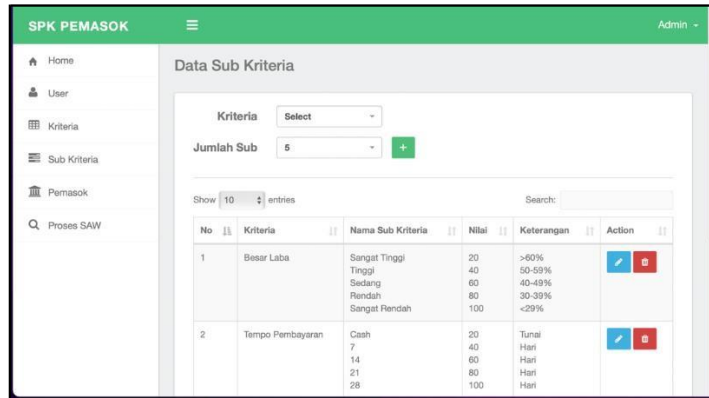 SPK PEMASOK
Admin
Home
User
Kriteria
Sub Kriteria
Pemasok
Proses SAW
Data Sub Kriteria
Kriteria Select
Jumlah Sub 5 +
Show 10 entries Search:
No Kriteria Nama Sub Kriteria Nilai Keterangan Action
1 Besar Laba Sangat Tinggi 20 >60%
Tinggi 40 50-59%
Sedang 60 40-49%
Rendah 80 30-39%
Sangat Rendah 100 <29%
2 Tempo Pembayaran Cash 20 Tunai
7 40 Hari
14 60 Hari
21 80 Hari
28 100 Hari